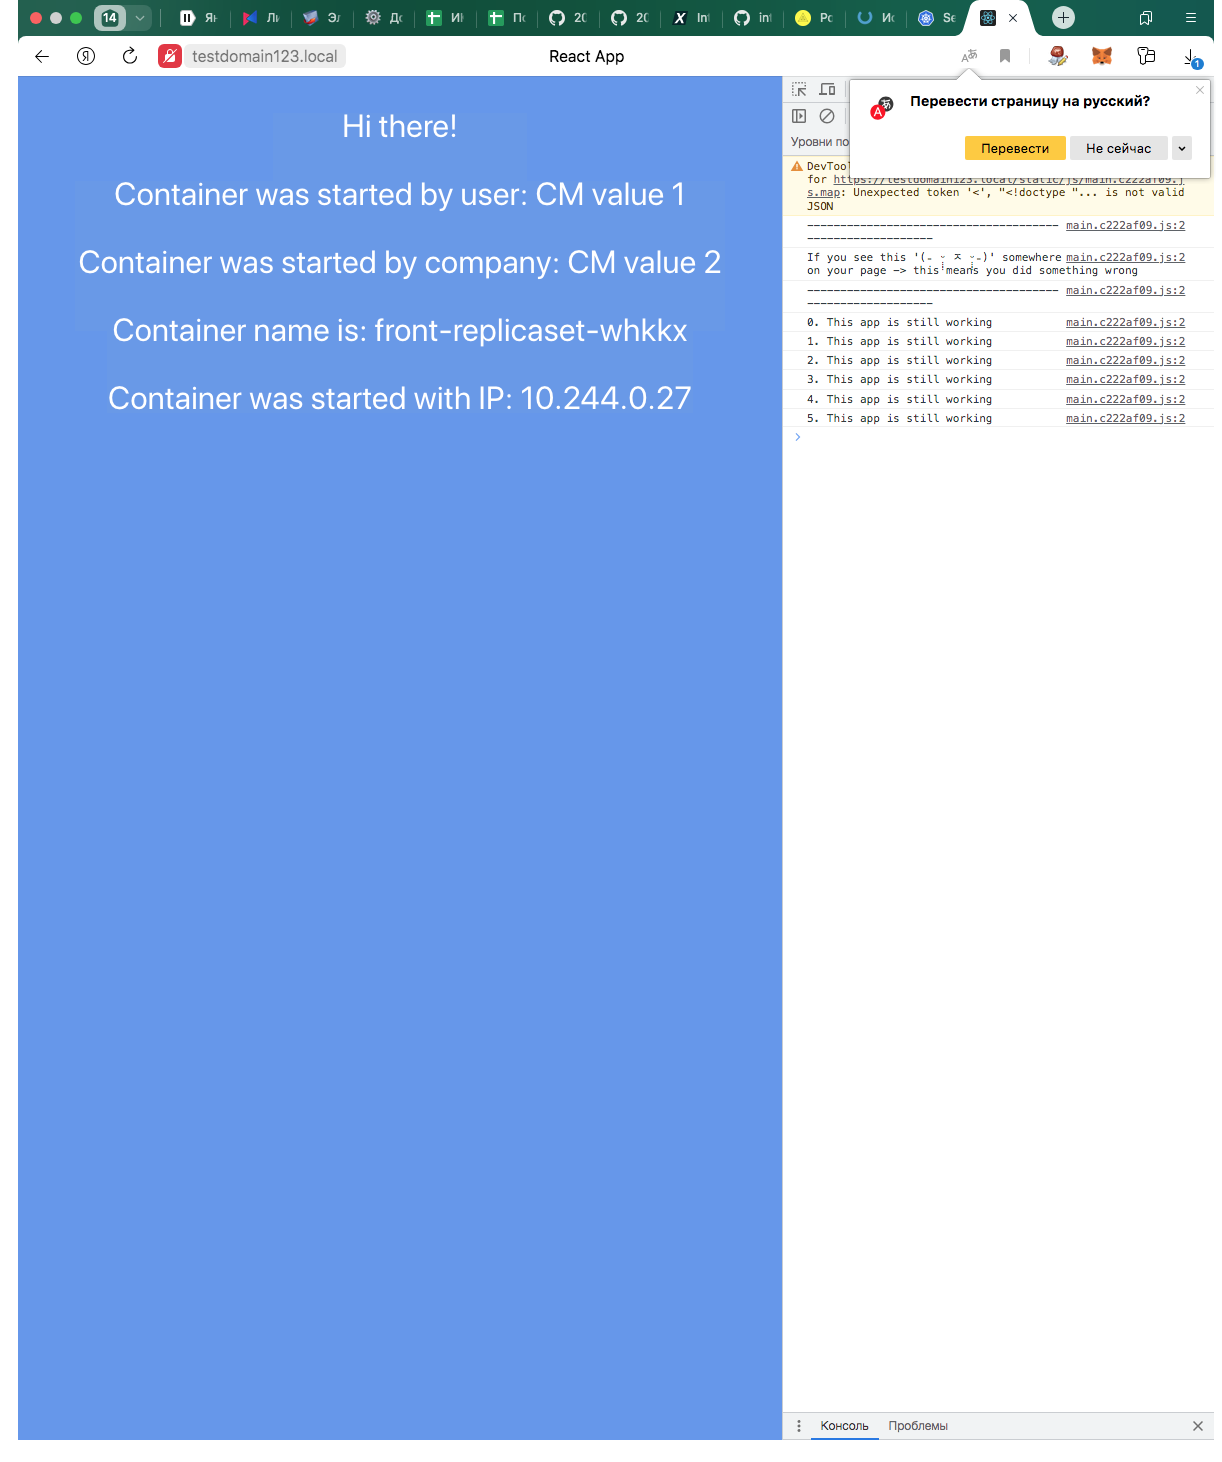 14
Ян
Ли
Эл
До
Ин
По
20
20
Int
int
Ро
Ис
Se
testdomain123.local
React App
1
Перевести страницу на русский?
Перевести
Не сейчас
Hi there!
Container was started by user: CM value 1
Container was started by company: CM value 2
Container name is: front-replicaset-whkkx
Container was started with IP: 10.244.0.27
Уровни по
DevTool
for https://testdomain123.local/static/js/main.c222af09.j
s.map: Unexpected token '<', "<!doctype "... is not valid
JSON
-------------------------------------- main.c222af09.js:2
-------------------
If you see this '(˵ ᵕ̣̣̣̣̣ ㅈ ᵕ̣̣̣̣̣˵)' somewhere main.c222af09.js:2
on your page -> this means you did something wrong
-------------------------------------- main.c222af09.js:2
-------------------
0. This app is still working main.c222af09.js:2
1. This app is still working main.c222af09.js:2
2. This app is still working main.c222af09.js:2
3. This app is still working main.c222af09.js:2
4. This app is still working main.c222af09.js:2
5. This app is still working main.c222af09.js:2
Консоль
Проблемы